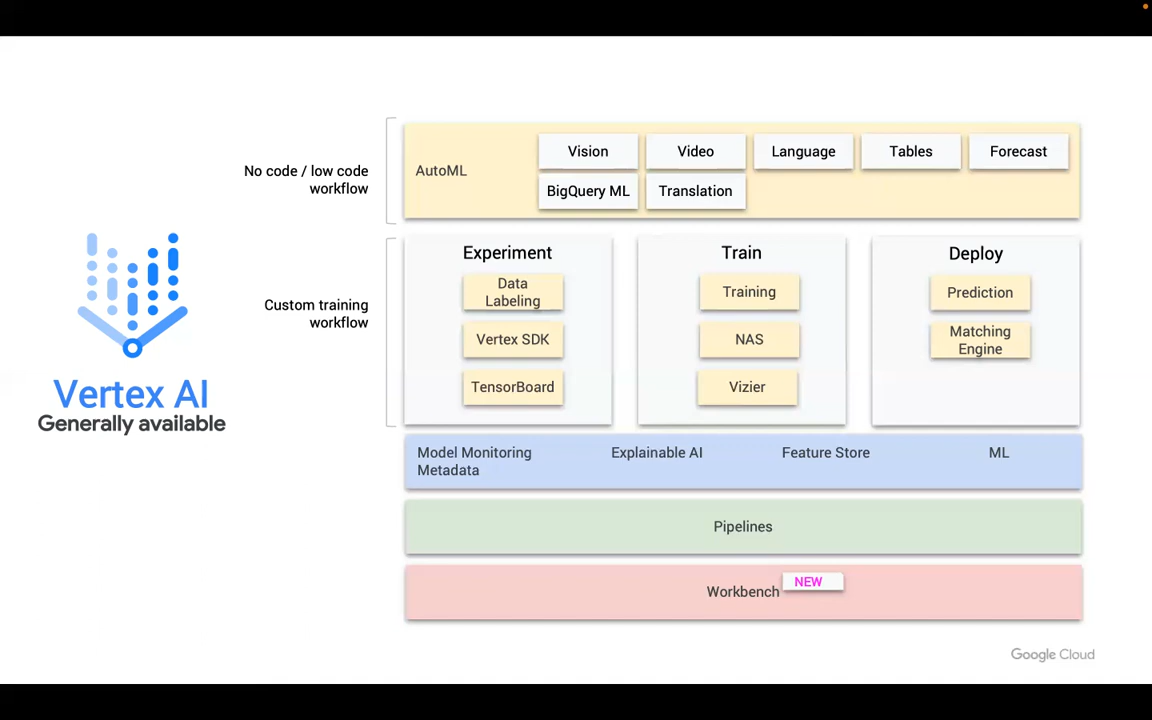 No code / low code
workflow
AutoML
Vision
Video
Language
Tables
Forecast
BigQuery ML
Translation
Custom training
workflow
Experiment
Data
Labeling
Vertex SDK
TensorBoard
Train
Training
NAS
Vizier
Deploy
Prediction
Matching
Engine
Vertex AI
Generally available
Model Monitoring Explainable AI Feature Store ML
Metadata
Pipelines
Workbench
NEW
Google Cloud